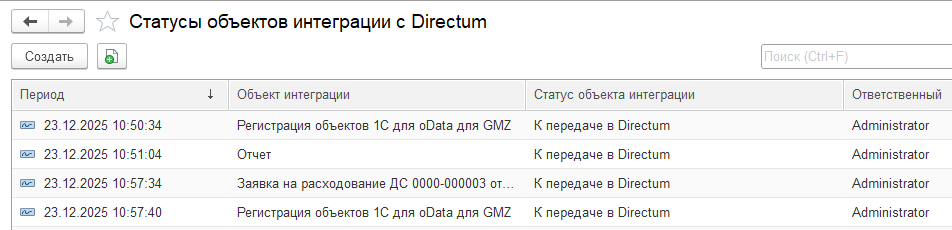 Статусы объектов интеграции с Directum
Создать
Поиск (Ctrl+F)
Период ↓ Объект интеграции Статус объекта интеграции Ответственный
23.12.2025 10:50:34 Регистрация объектов 1С для oData для GMZ К передаче в Directum Administrator
23.12.2025 10:51:04 Отчет К передаче в Directum Administrator
23.12.2025 10:57:34 Заявка на расходование ДС 0000-000003 от... К передаче в Directum Administrator
23.12.2025 10:57:40 Регистрация объектов 1С для oData для GMZ К передаче в Directum Administrator